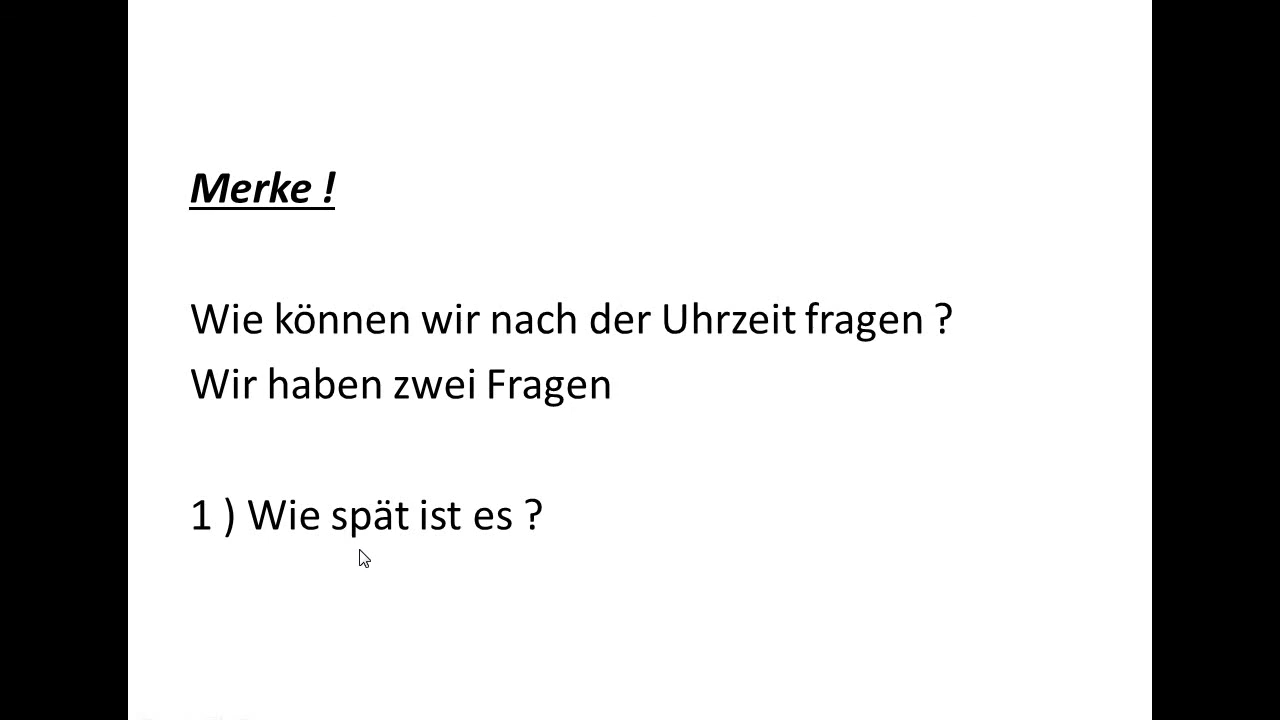 Merke !
Wie können wir nach der Uhrzeit fragen ?
Wir haben zwei Fragen
1 ) Wie spät ist es ?